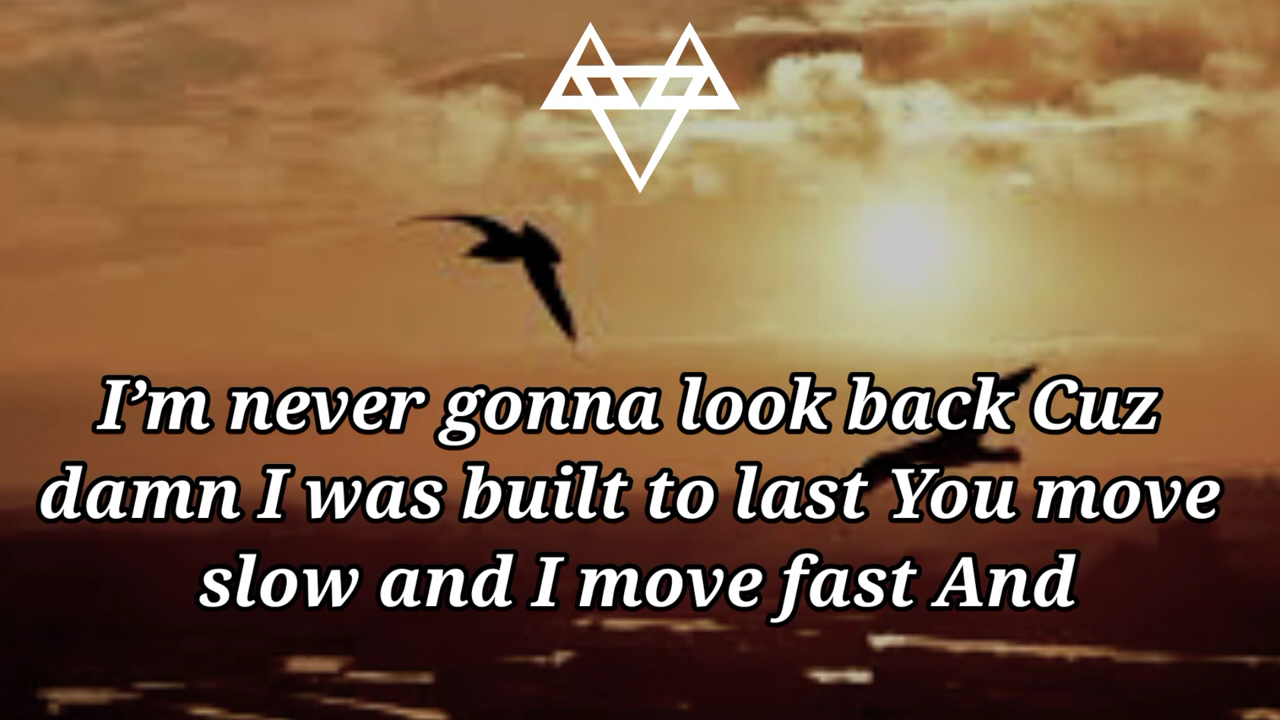 I’m never gonna look back Cuz
damn I was built to last You move
slow and I move fast And